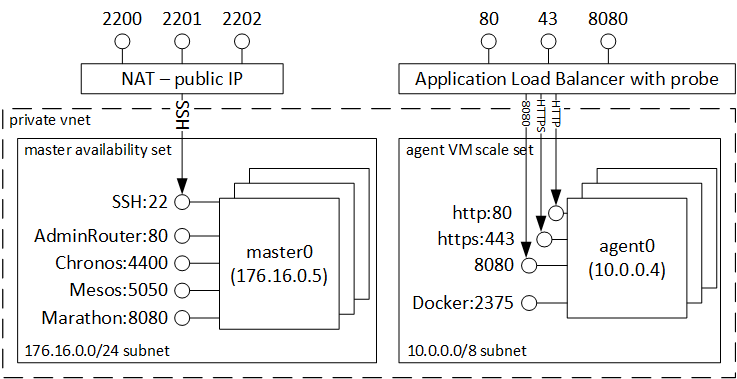 2200 2201 2202
80 43 8080
NAT – public IP
Application Load Balancer with probe
SSH
8080
HTTPS
HTTP
private vnet
master availability set
SSH:22
AdminRouter:80
Chronos:4400
Mesos:5050
Marathon:8080
master0
(176.16.0.5)
176.16.0.0/24 subnet
agent VM scale set
http:80
https:443
8080
Docker:2375
agent0
(10.0.0.4)
10.0.0.0/8 subnet